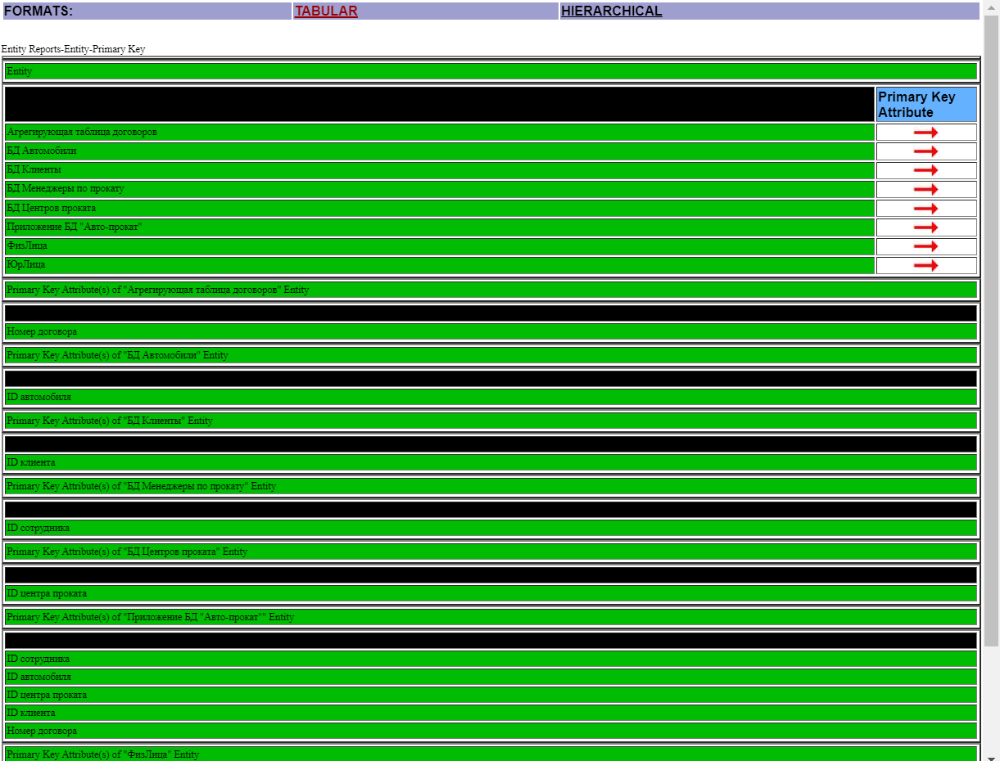 FORMATS: TABULAR HIERARCHICAL
Entity Reports-Entity-Primary Key
Entity
Primary Key Attribute
Агрегирующая таблица договоров
БД Автомобили
БД Клиенты
БД Менеджеры по прокату
БД Центров проката
Приложение БД "Авто-прокат"
ФизЛица
ЮрЛица
Primary Key Attribute(s) of "Агрегирующая таблица договоров" Entity
Номер договора
Primary Key Attribute(s) of "БД Автомобили" Entity
ID автомобиля
Primary Key Attribute(s) of "БД Клиенты" Entity
ID клиента
Primary Key Attribute(s) of "БД Менеджеры по прокату" Entity
ID сотрудника
Primary Key Attribute(s) of "БД Центров проката" Entity
ID центра проката
Primary Key Attribute(s) of "Приложение БД "Авто-прокат"" Entity
ID сотрудника
ID автомобиля
ID центра проката
ID клиента
Номер договора
Primary Key Attribute(s) of "ФизЛица" Entity